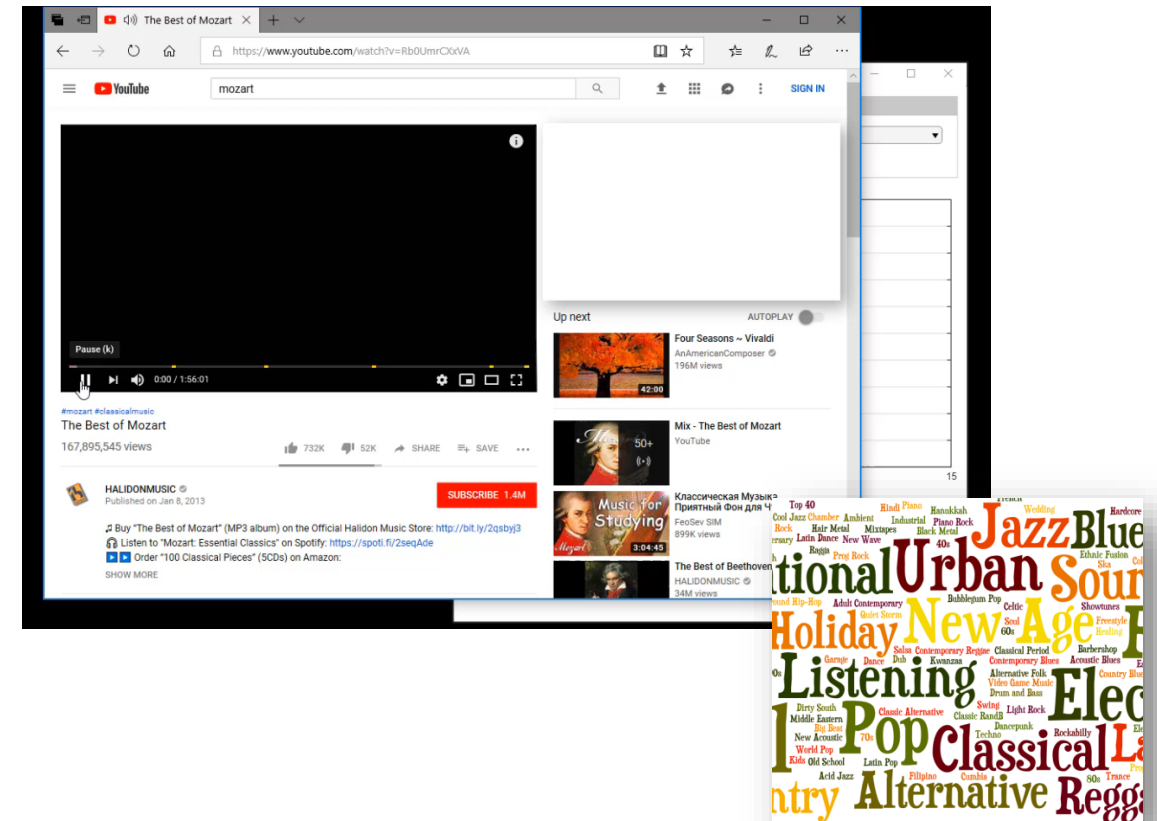 The Best of Mozart
https://www.youtube.com/watch?v=Rb0UmrCXxVA
YouTube
mozart
SIGN IN
Pause (k)
0:00 / 1:56:01
#mozart #classicalmusic
The Best of Mozart
167,895,545 views
732K
52K
SHARE
SAVE
HALIDONMUSIC
Published on Jan 8, 2013
SUBSCRIBE 1.4M
Buy "The Best of Mozart" (MP3 album) on the Official Halidon Music Store: http://bit.ly/2qsbyj3
Listen to "Mozart: Essential Classics" on Spotify: https://spoti.fi/2seqAde
Order "100 Classical Pieces" (5CDs) on Amazon:
SHOW MORE
Up next
AUTOPLAY
Four Seasons ~ Vivaldi
AnAmericanComposer
196M views
42:00
Mix - The Best of Mozart
YouTube
50+
Классическая Музыка
Приятный Фон для
FeoSev SIM
899K views
Music for
Studying
Mozart
3:04:45
The Best of Beethoven
HALIDONMUSIC
34M views
15
Top 40
Hindi Piano
Hanukkah
Wedding
Hardcore
Cool Jazz Chamber Ambient
Industrial Piano Rock
Rock Hair Metal Mixtapes Black Metal
Latin Dance New Wave
40s
Jazz
Blue
Ragga Prog Rock
Ethnic Fusion
Ska
Urban
Bubblegum Pop
Hip-Hop Adult Contemporary
Celtic
Showtunes
Quiet Storm
Soul
60s
Freestyle
Healing
Holiday
New Age
Salsa Contemporary Reggae Classical Period
Barbershop
Garage Dance Dub Kwanzaa
Contemporary Blues Acoustic Blues
Listening
Alternative Folk
Country
Video Game Music
Drum and Bass
Dirty South
Classic Alternative
Swing
Light Rock
Middle Eastern
Classic RandB
Big Beat
Dancepunk
New Acoustic
70s
Techno
Rockabilly
World Pop
Pop
Classical
Kids Old School
Latin Pop
Acid Jazz
Filipino
Cumbia
80s
Trance
Alternative